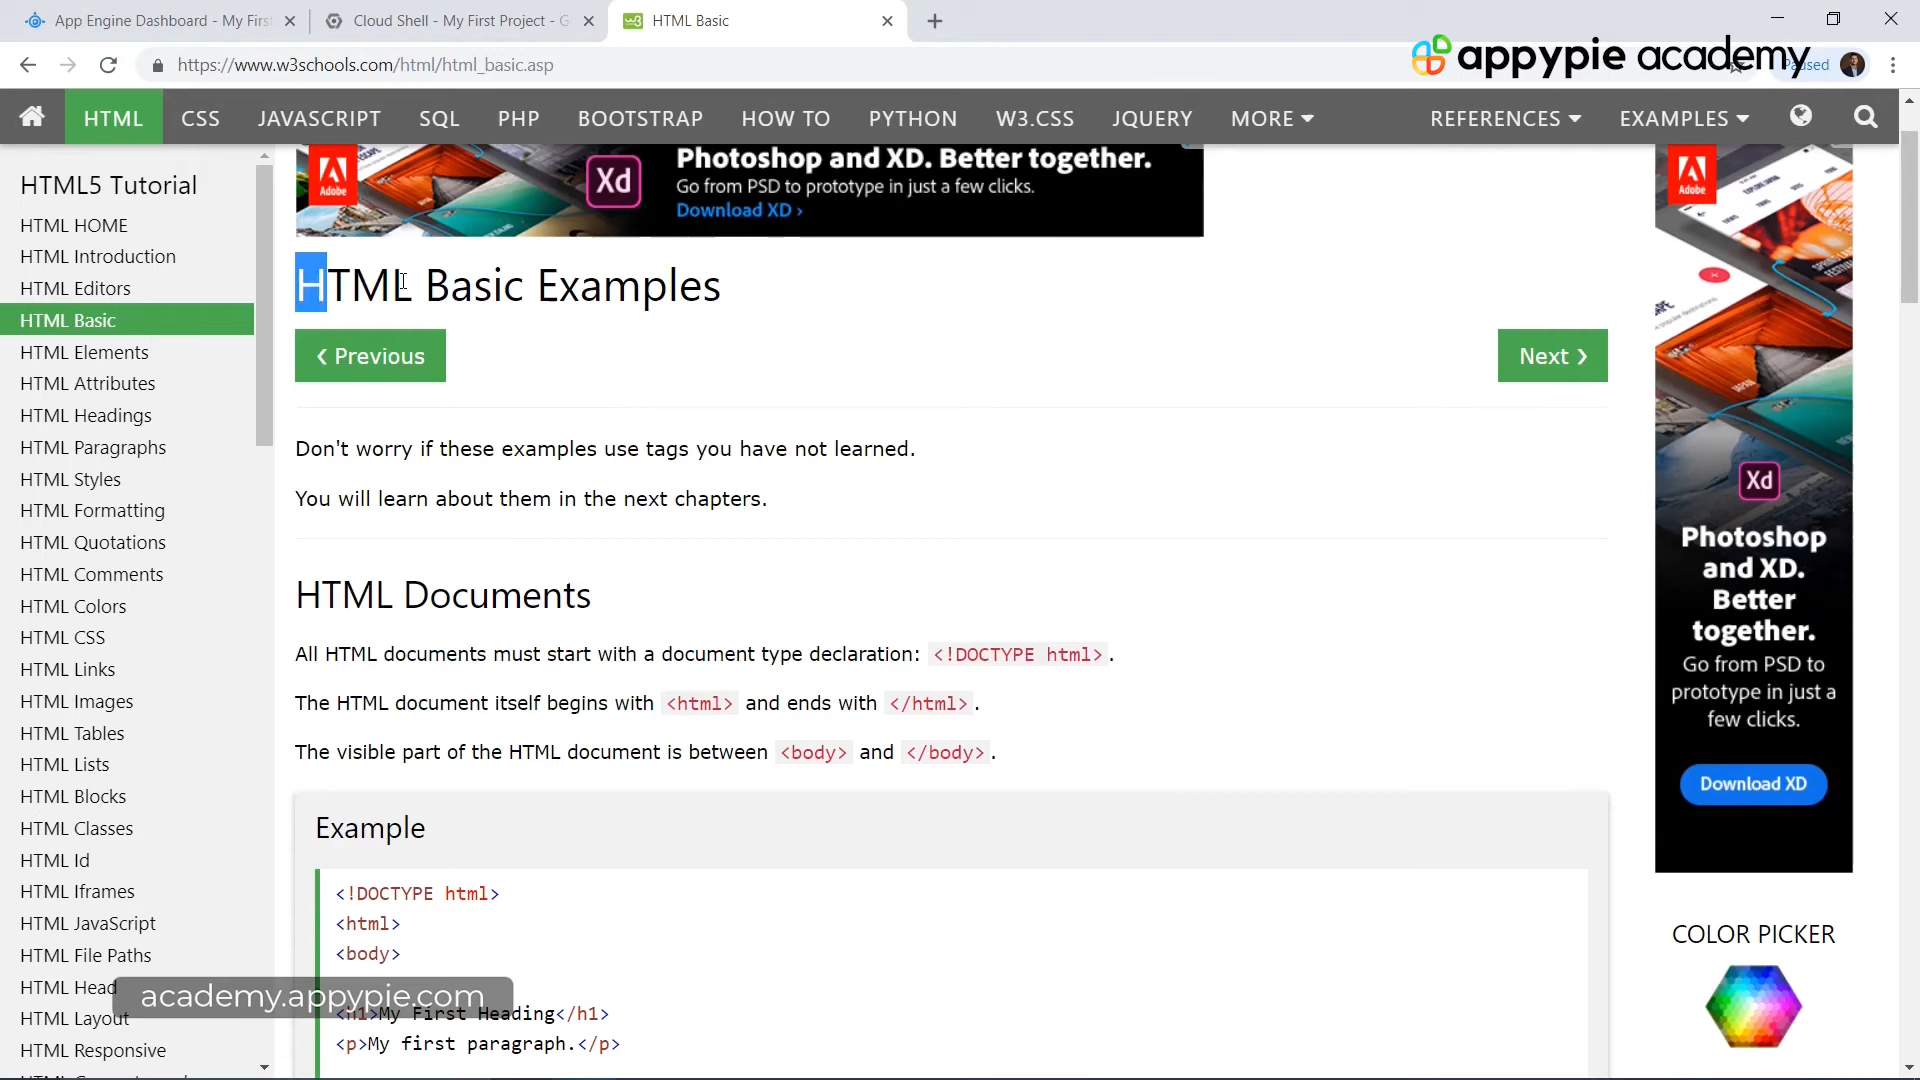 App Engine Dashboard - My First
Cloud Shell - My First Project - G
HTML Basic
https://www.w3schools.com/html/html_basic.asp
appypie academy
Paused
HTML
CSS
JAVASCRIPT
SQL
PHP
BOOTSTRAP
HOW TO
PYTHON
W3.CSS
JQUERY
MORE
REFERENCES
EXAMPLES
HTML5 Tutorial
HTML HOME
HTML Introduction
HTML Editors
HTML Basic
HTML Elements
HTML Attributes
HTML Headings
HTML Paragraphs
HTML Styles
HTML Formatting
HTML Quotations
HTML Comments
HTML Colors
HTML CSS
HTML Links
HTML Images
HTML Tables
HTML Lists
HTML Blocks
HTML Classes
HTML Id
HTML Iframes
HTML JavaScript
HTML File Paths
HTML Head
HTML Layout
HTML Responsive
Adobe
Xd
Photoshop and XD. Better together.
Go from PSD to prototype in just a few clicks.
Download XD ›
HTML Basic Examples
❮ Previous
Next ❯
Don't worry if these examples use tags you have not learned.
You will learn about them in the next chapters.
HTML Documents
All HTML documents must start with a document type declaration: <!DOCTYPE html>.
The HTML document itself begins with <html> and ends with </html>.
The visible part of the HTML document is between <body> and </body>.
Example
<!DOCTYPE html>
<html>
<body>
<h1>My First Heading</h1>
<p>My first paragraph.</p>
academy.appypie.com
Adobe
Xd
Photoshop
and XD.
Better
together.
Go from PSD to
prototype in just a
few clicks.
Download XD
COLOR PICKER